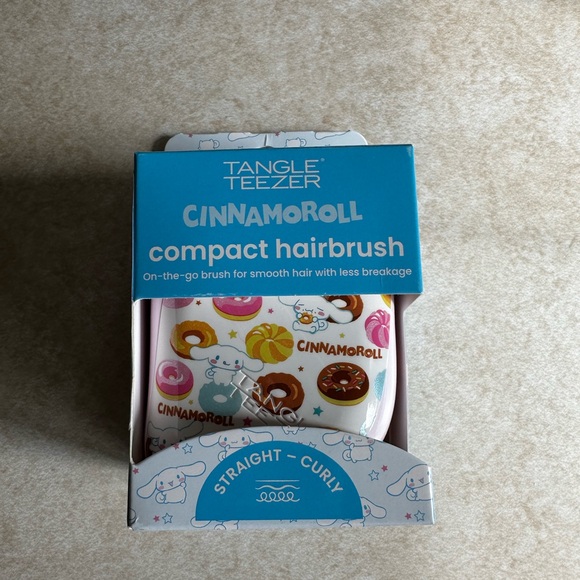 TANGLE
TEEZER®
CINNAMOROLL
compact hairbrush
On-the-go brush for smooth hair with less breakage
CINNAMOROLL
CINNAMOROLL
STRAIGHT – CURLY